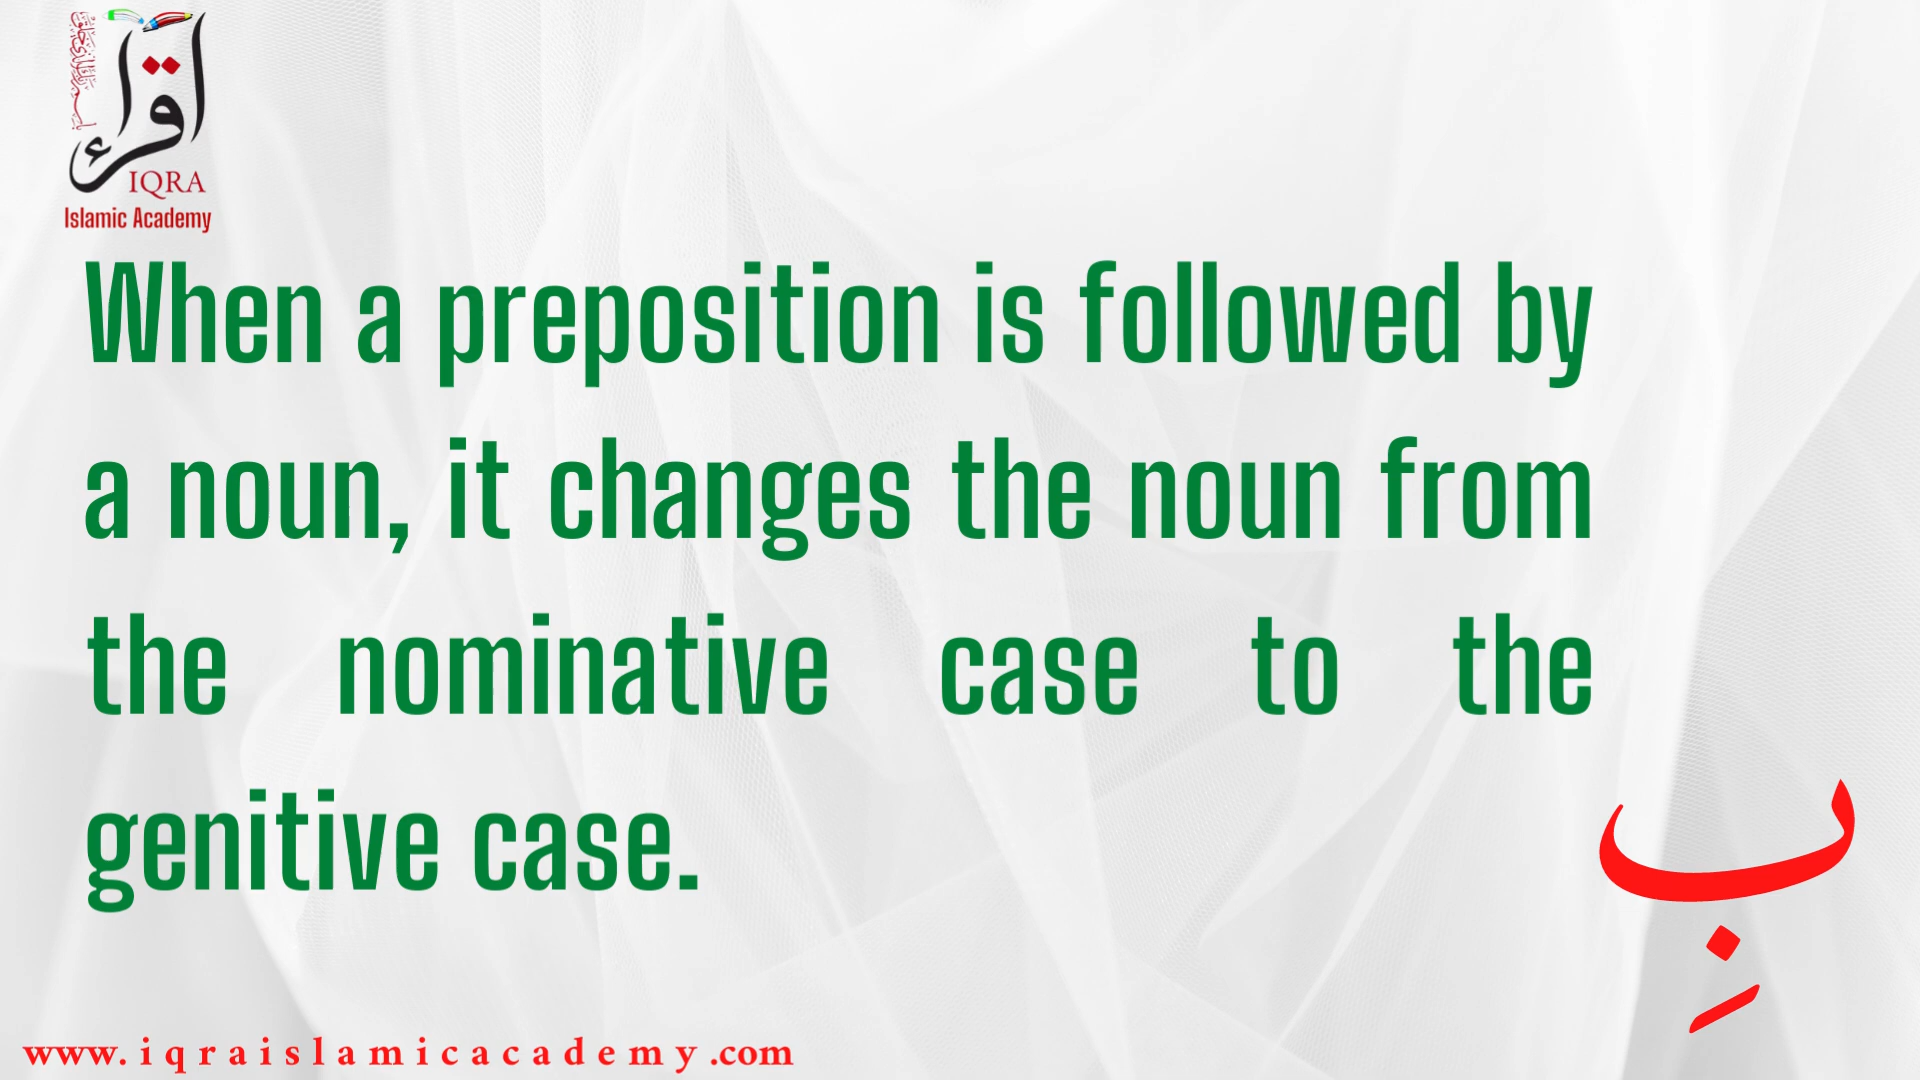 اقرأ
IQRA
Islamic Academy
When a preposition is followed by
a noun, it changes the noun from
the nominative case to the
genitive case.
بِ
www.iqraislamicacademy.com